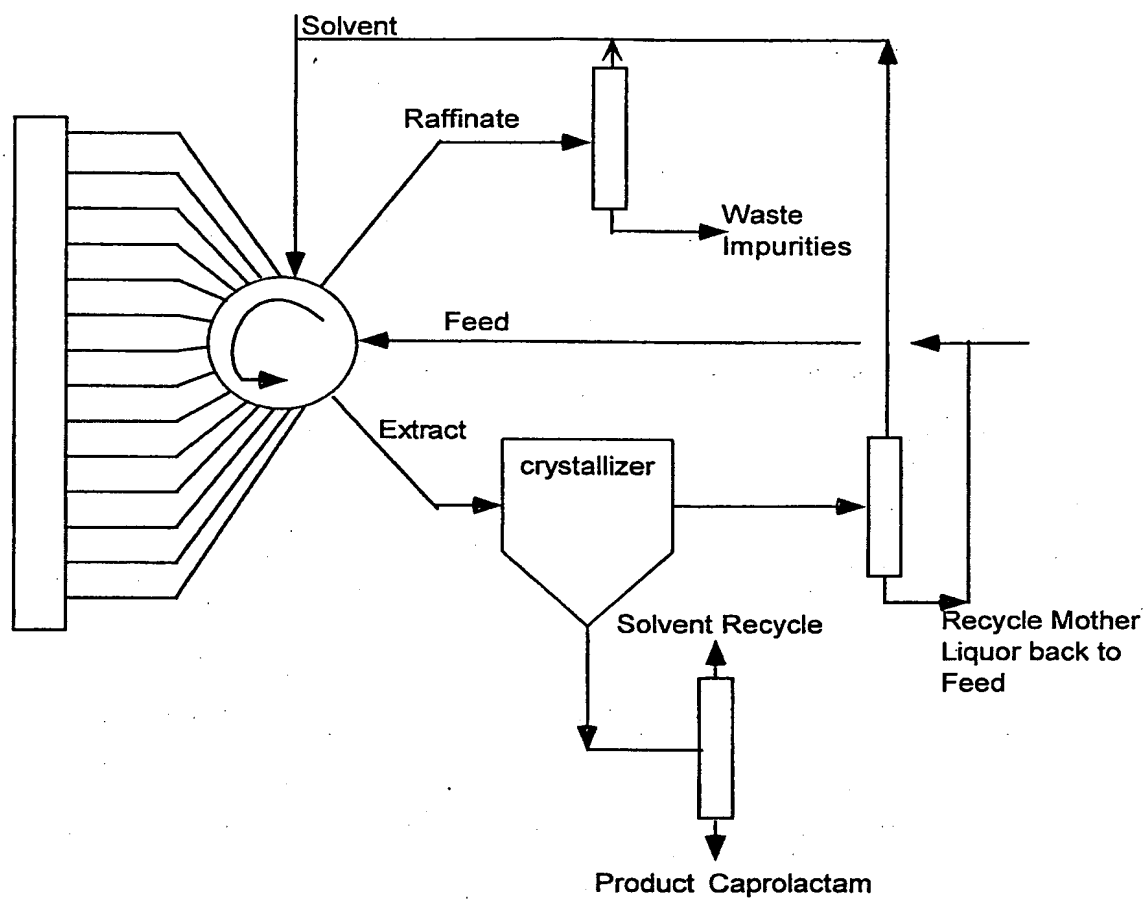 Solvent
Raffinate
Waste
Impurities
Feed
Extract
crystallizer
Solvent Recycle
Recycle Mother
Liquor back to
Feed
Product Caprolactam